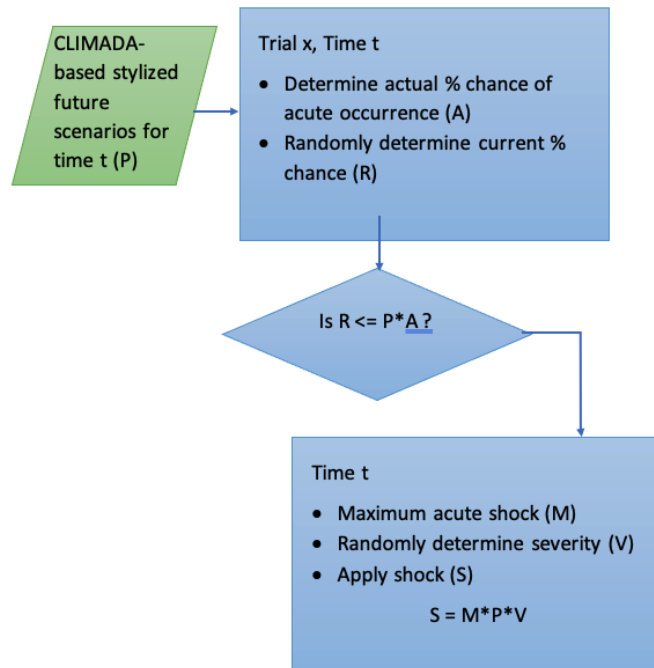 CLIMADA-
based stylized
future
scenarios for
time t (P)
Trial x, Time t
• Determine actual % chance of
acute occurrence (A)
• Randomly determine current %
chance (R)
Is R <= P*A ?
Time t
• Maximum acute shock (M)
• Randomly determine severity (V)
• Apply shock (S)
S = M*P*V